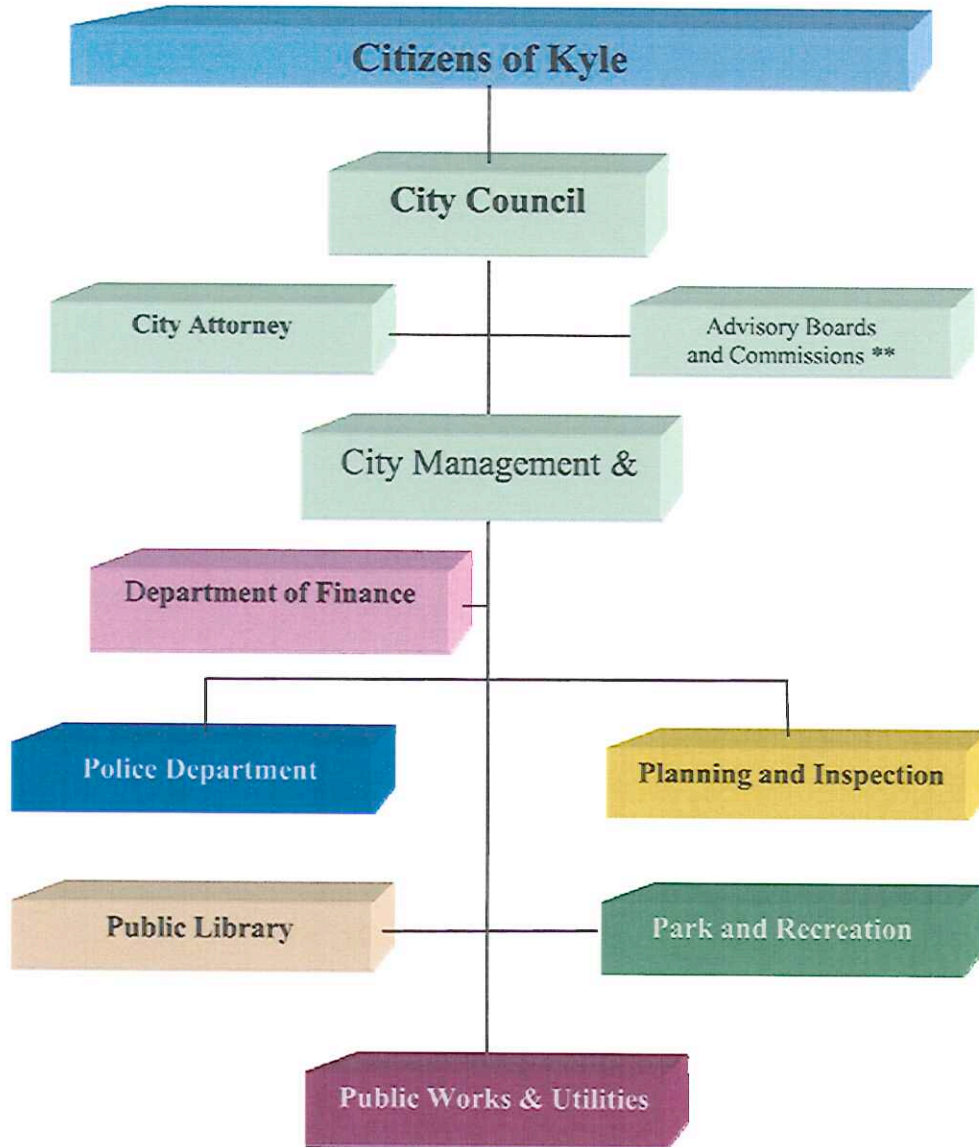 Citizens of Kyle
City Council
City Attorney
Advisory Boards
and Commissions **
City Management &
Department of Finance
Police Department
Planning and Inspection
Public Library
Park and Recreation
Public Works & Utilities